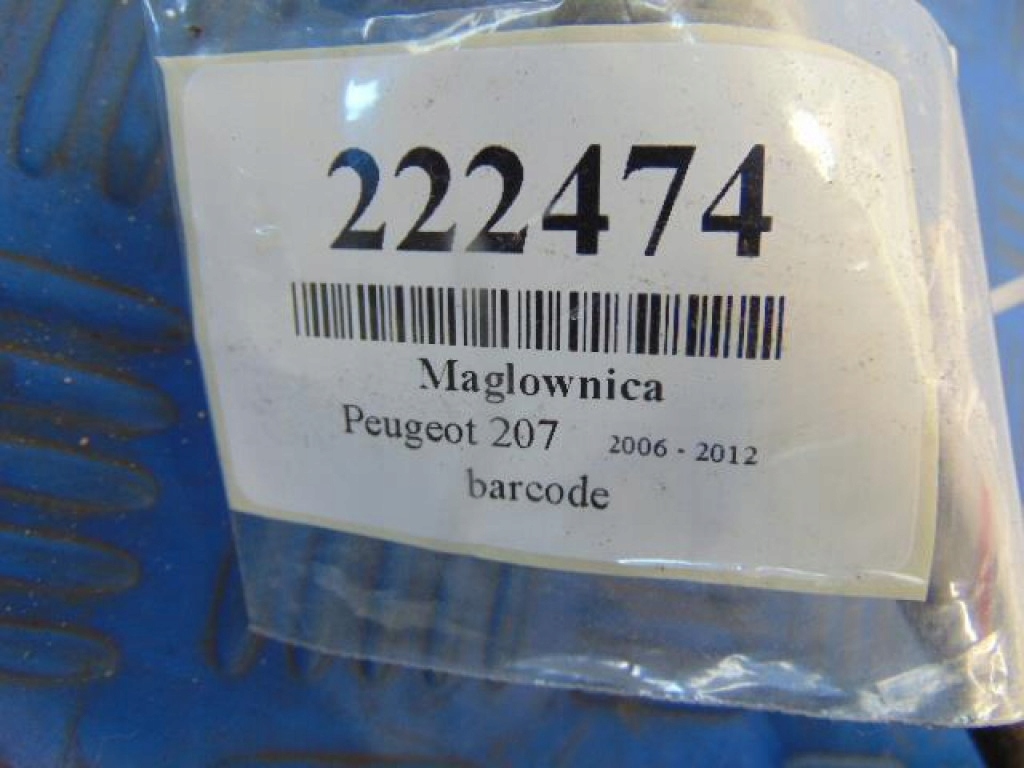 222474
Maglownica
Peugeot 207 2006 - 2012
barcode